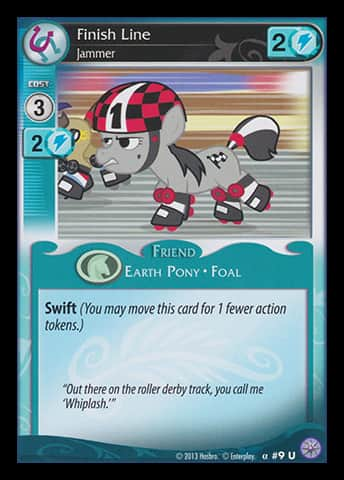 Finish Line
Jammer
2
COST
3
2
1
FRIEND
EARTH PONY • FOAL
Swift (You may move this card for 1 fewer action
tokens.)
“Out there on the roller derby track, you call me
‘Whiplash.’”
© 2013 Hasbro. © Enterplay. α #9 U